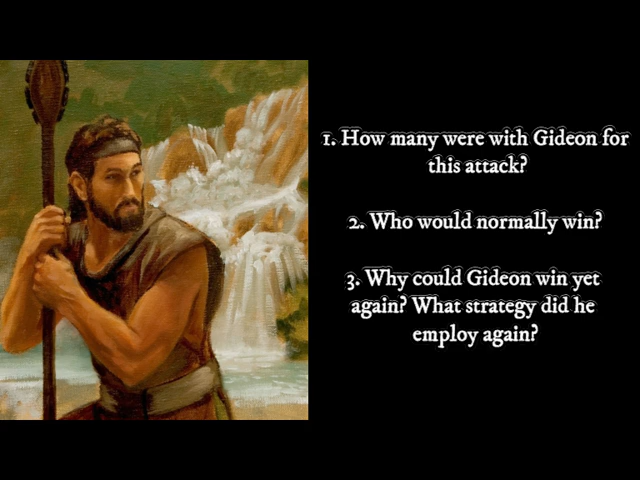 1. How many were with Gideon for
this attack?
2. Who would normally win?
3. Why could Gideon win yet
again? What strategy did he
employ again?